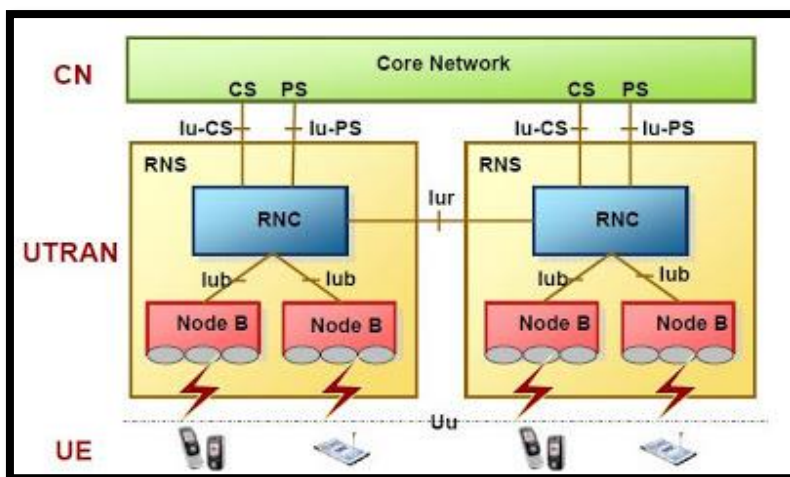 CN
Core Network
CS PS CS PS
Iu-CS Iu-PS Iu-CS Iu-PS
RNS RNS
Iur
RNC RNC
UTRAN
Iub Iub Iub Iub
Node B Node B Node B Node B
Uu
UE